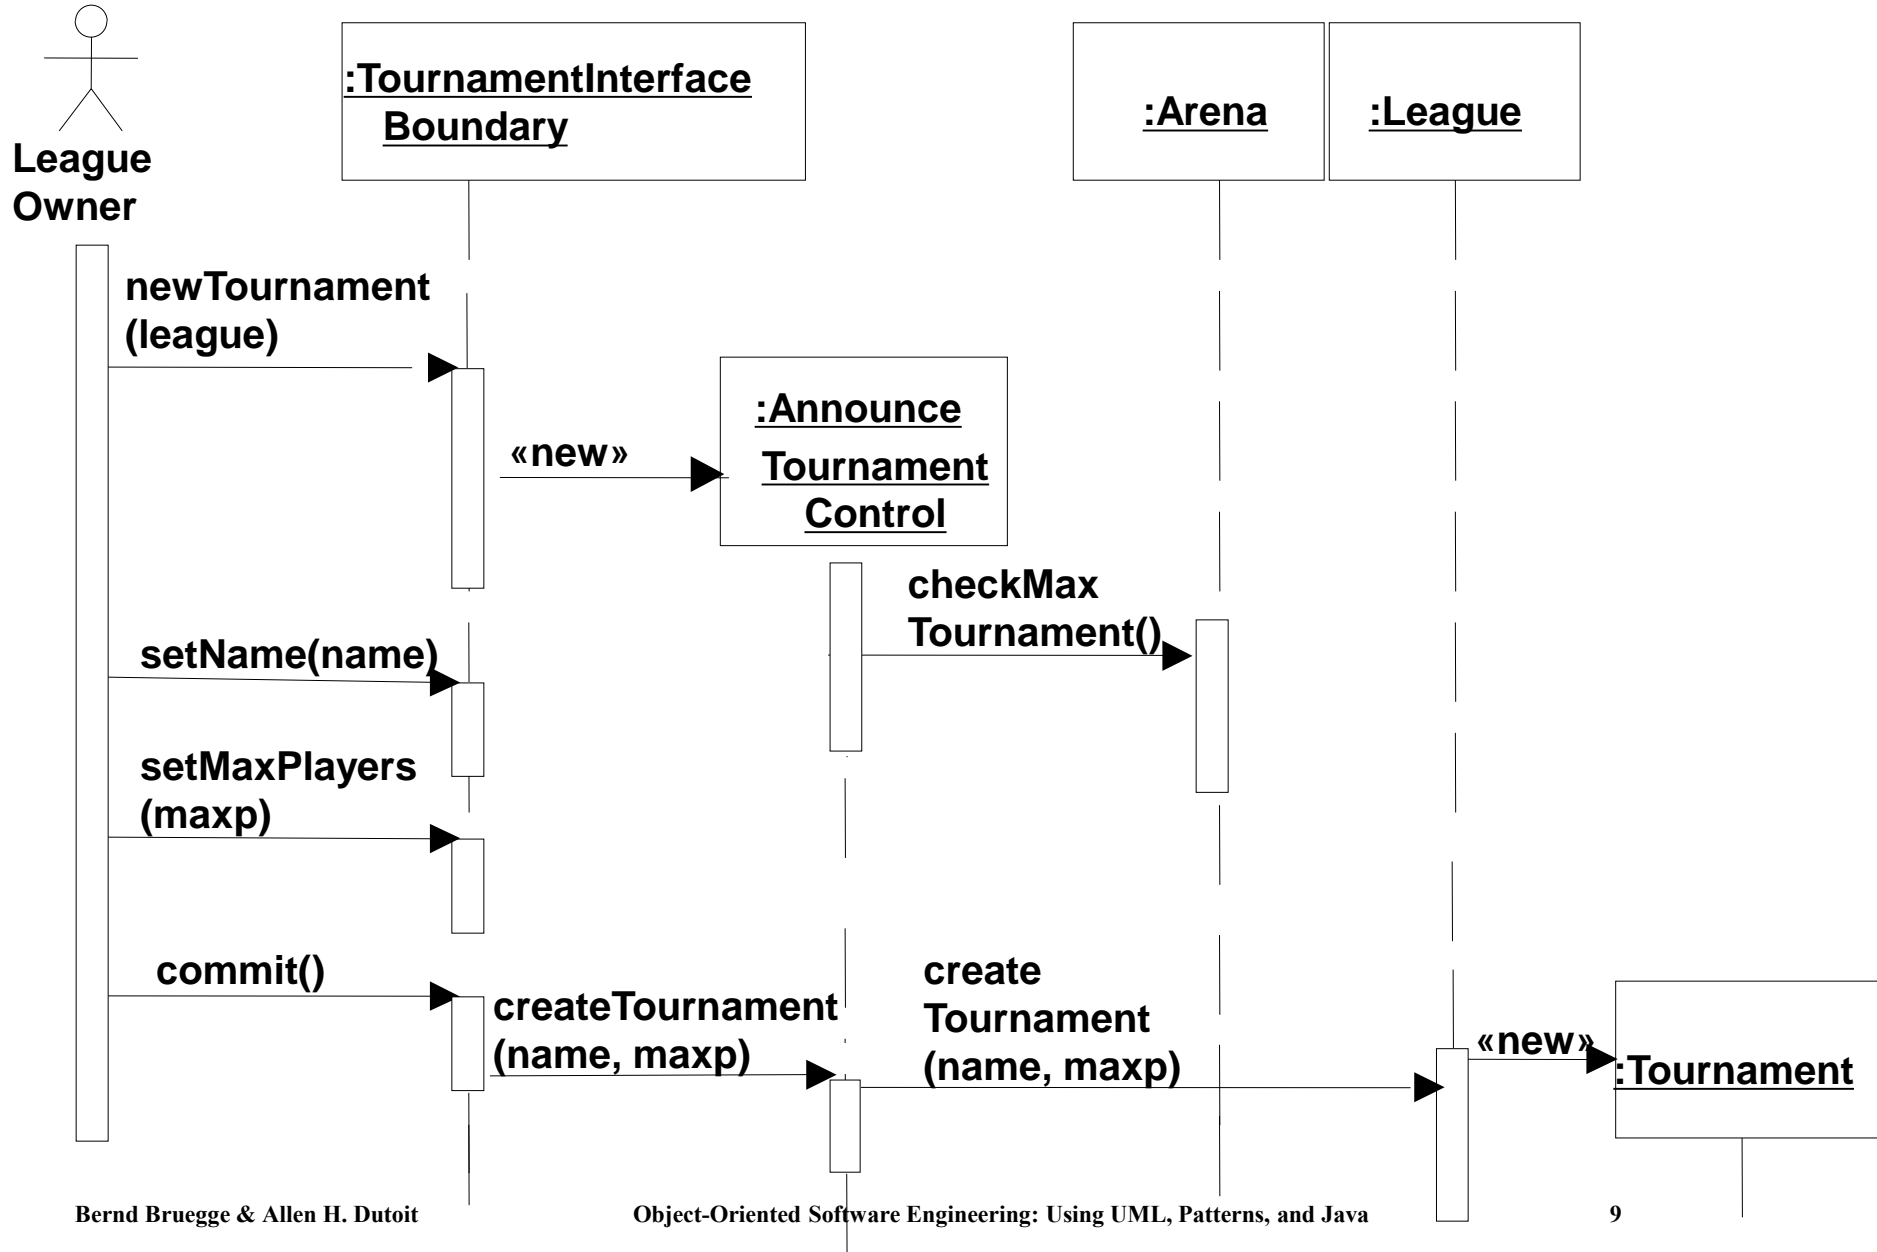 :TournamentInterface
Boundary
:Arena
:League
League
Owner
newTournament
(league)
:Announce
Tournament
Control
«new»
checkMax
Tournament()
setName(name)
setMaxPlayers
(maxp)
commit()
createTournament
(name, maxp)
create
Tournament
(name, maxp)
«new»
:Tournament
Bernd Bruegge & Allen H. Dutoit
Object-Oriented Software Engineering: Using UML, Patterns, and Java
9